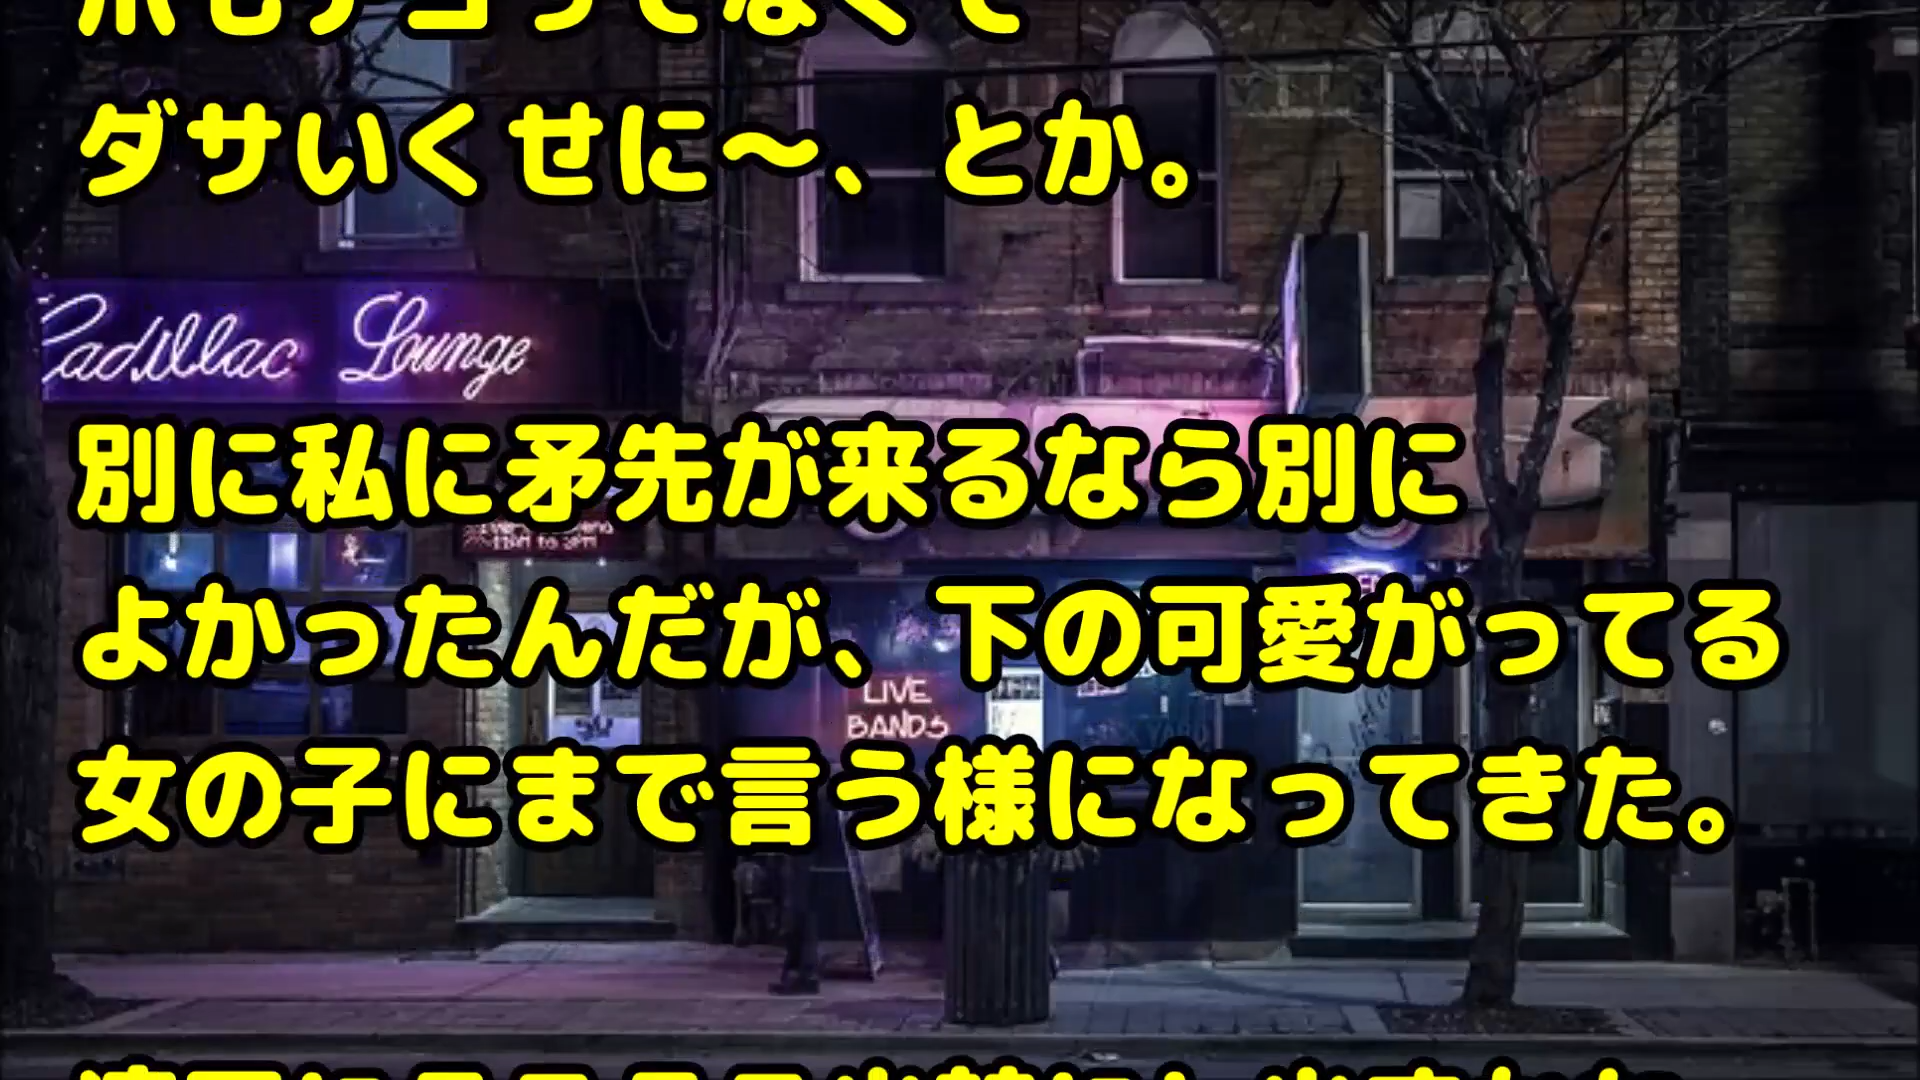 ダサいくせに〜、とか。
Cadillac Lounge
別に私に矛先が来るなら別に
よかったんだが、下の可愛がってる
LIVE
BANDS
女の子にまで言う様になってきた。